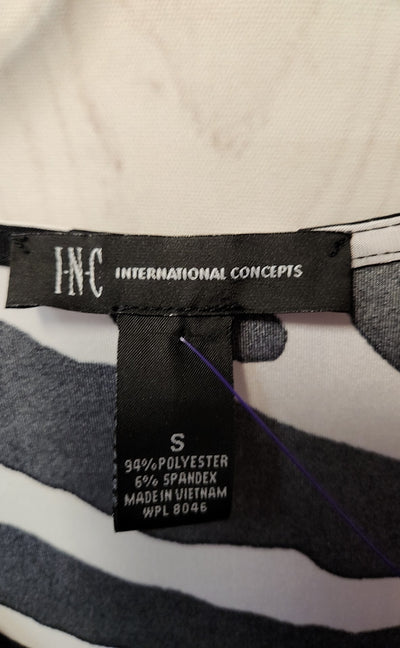 I·N·C INTERNATIONAL CONCEPTS
S
94% POLYESTER
6% SPANDEX
MADE IN VIETNAM
WPL 8046